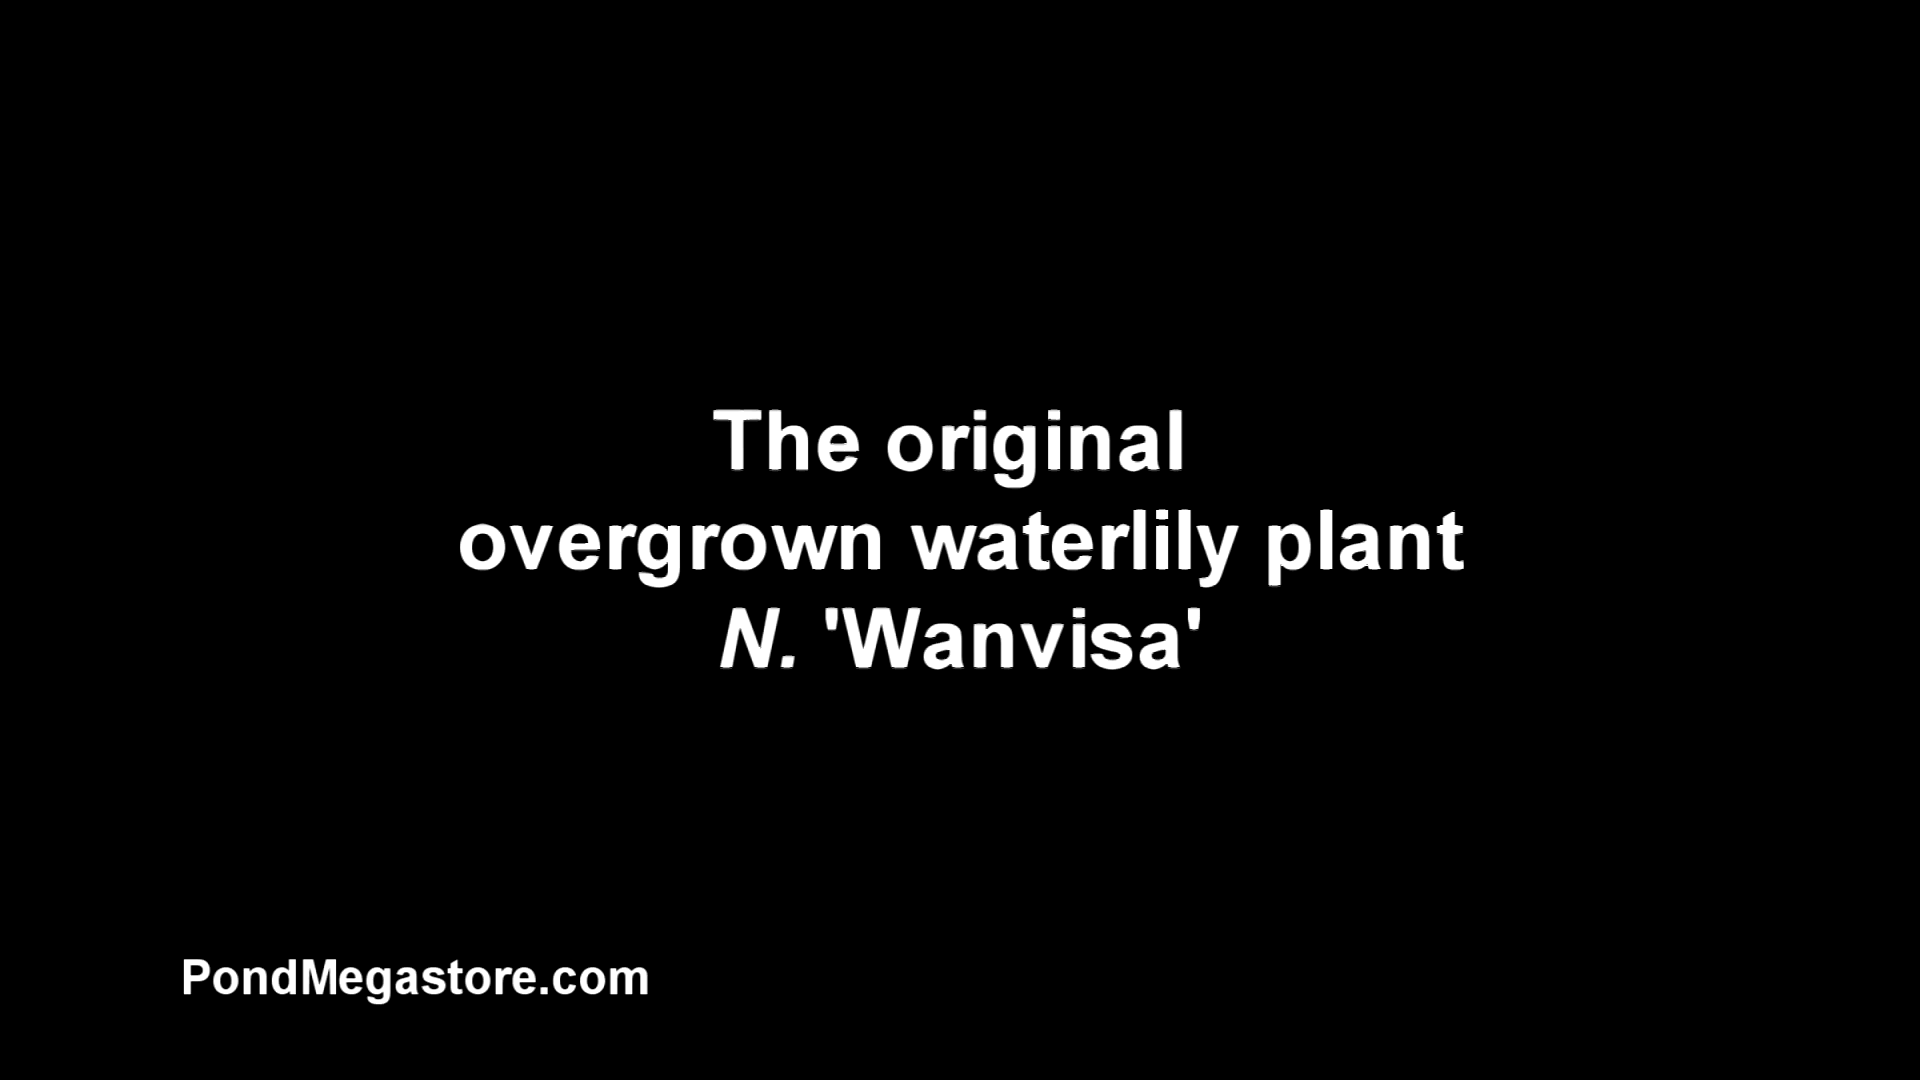 The original
overgrown waterlily plant
N. 'Wanvisa'
PondMegastore.com